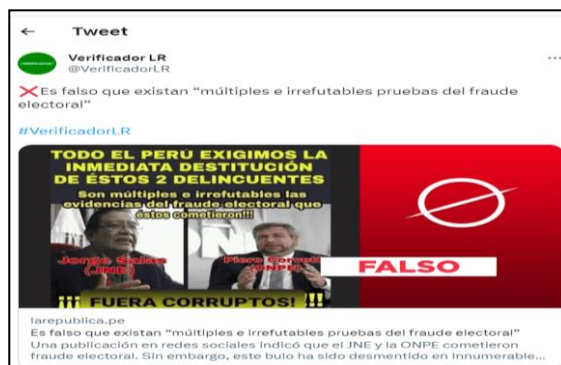 ← Tweet
Verificador LR
@VerificadorLR
❌Es falso que existan “múltiples e irrefutables pruebas del fraude
electoral”
#VerificadorLR
TODO EL PERÚ EXIGIMOS LA
INMEDIATA DESTITUCIÓN
DE ÉSTOS 2 DELINCUENTES
Son múltiples e irrefutables las
evidencias del fraude electoral que
éstos cometieron!!!
Jorge Salas
(JNE)
Piero Corvetto
(ONPE)
FALSO
¡¡¡ FUERA CORRUPTOS! !!!
larepublica.pe
Es falso que existan “múltiples e irrefutables pruebas del fraude electoral”
Una publicación en redes sociales indicó que el JNE y la ONPE cometieron
fraude electoral. Sin embargo, este bulo ha sido desmentido en innumerable...